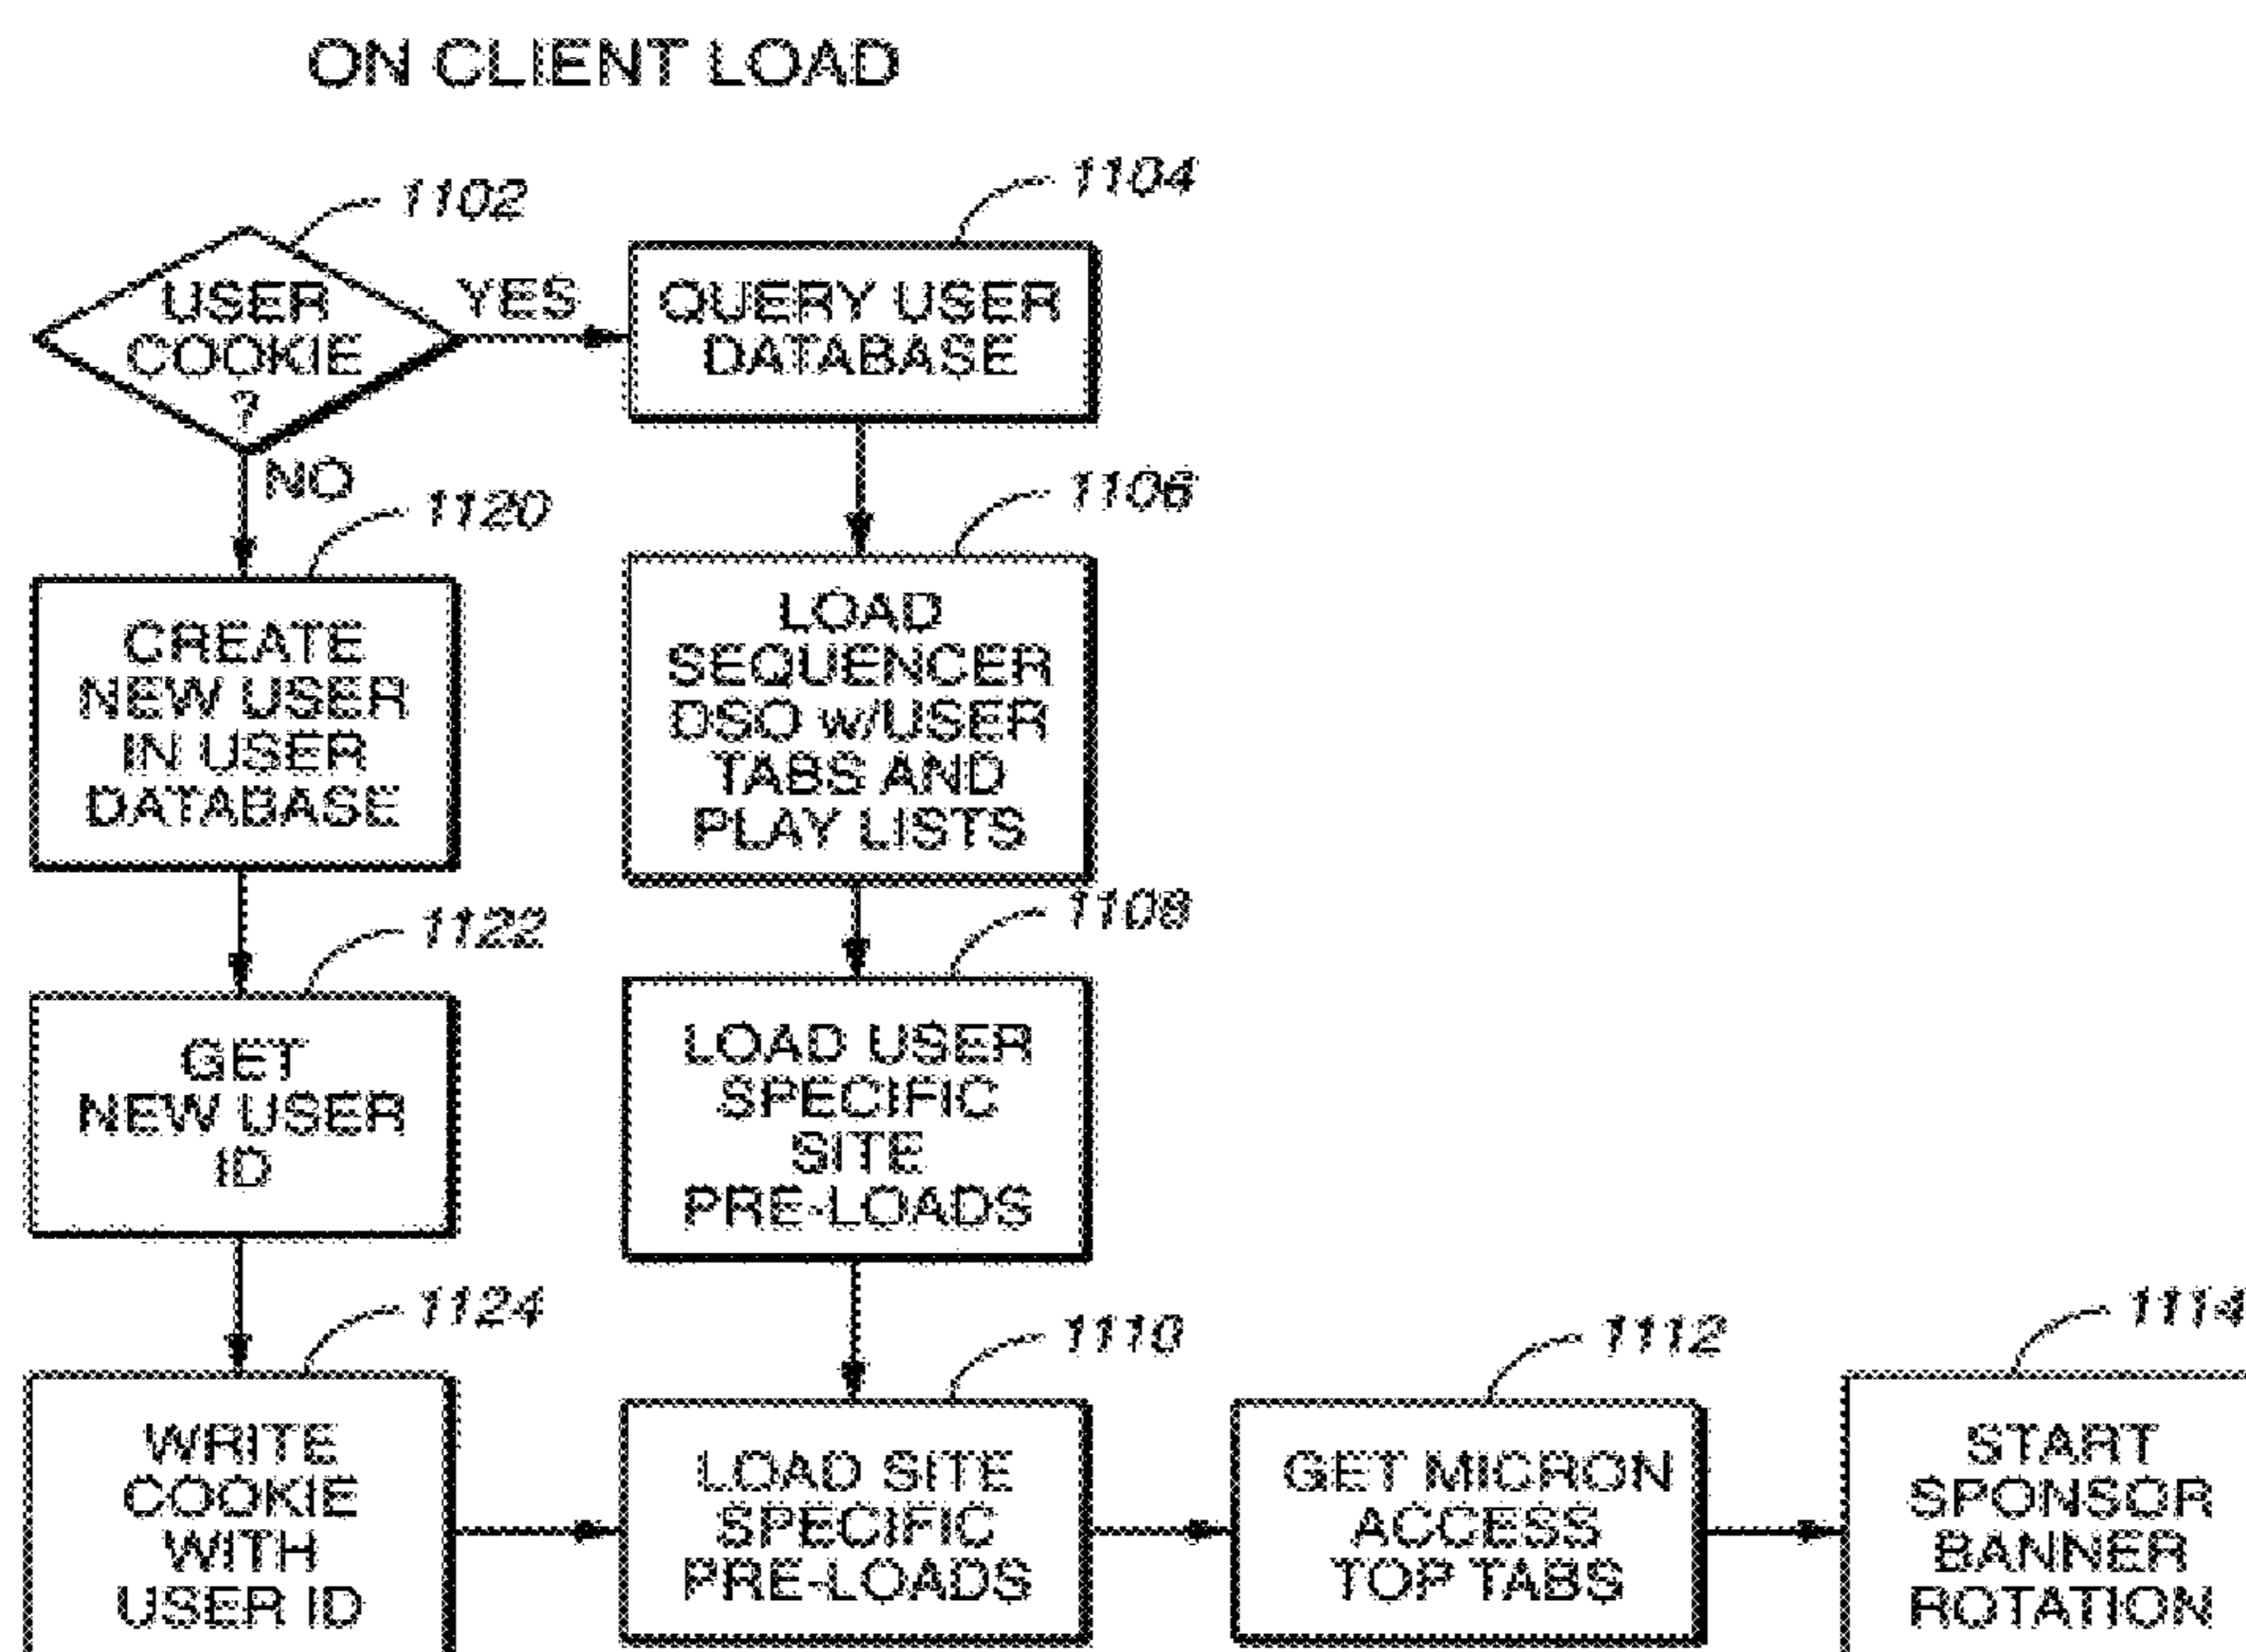 ON CLIENT LOAD
1102
USER
COOKIE
?
YES
NO
1104
QUERY USER
DATABASE
1120
CREATE
NEW USER
IN USER
DATABASE
1106
LOAD
SEQUENCER
DSO w/USER
TABS AND
PLAY LISTS
1122
GET
NEW USER
ID
1108
LOAD USER
SPECIFIC
SITE
PRE-LOADS
1124
WRITE
COOKIE
WITH
USER ID
1110
LOAD SITE
SPECIFIC
PRE-LOADS
1112
GET MICRON
ACCESS
TOP TABS
1114
START
SPONSOR
BANNER
ROTATION